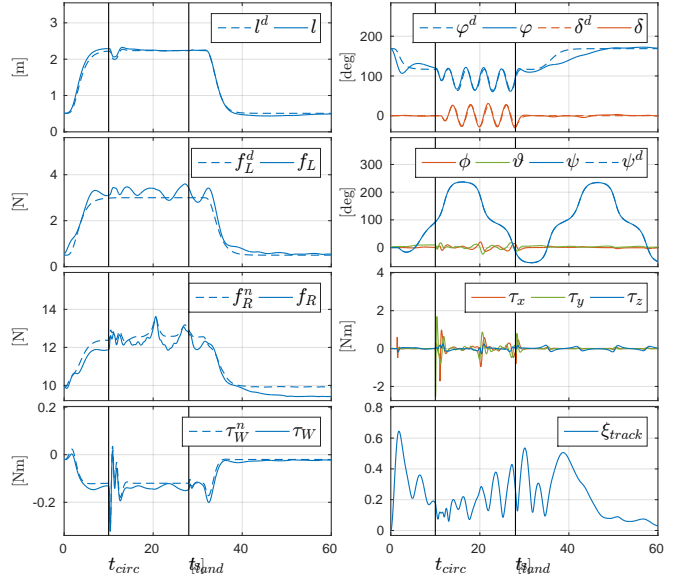 3
2
1
0
[m]
l^d l
200
100
0
[deg]
φ^d φ δ^d δ
4
2
0
[N]
f_L^d f_L
300
200
100
0
[deg]
ϕ ϑ ψ ψ^d
14
12
10
[N]
f_R^n f_R
4
2
0
-2
[Nm]
τ_x τ_y τ_z
0.2
0
-0.2
[Nm]
τ_W^n τ_W
0 20 40 60
t_circ t_land
0.8
0.6
0.4
0.2
0
ξ_track
0 20 40 60
t_circ t_land